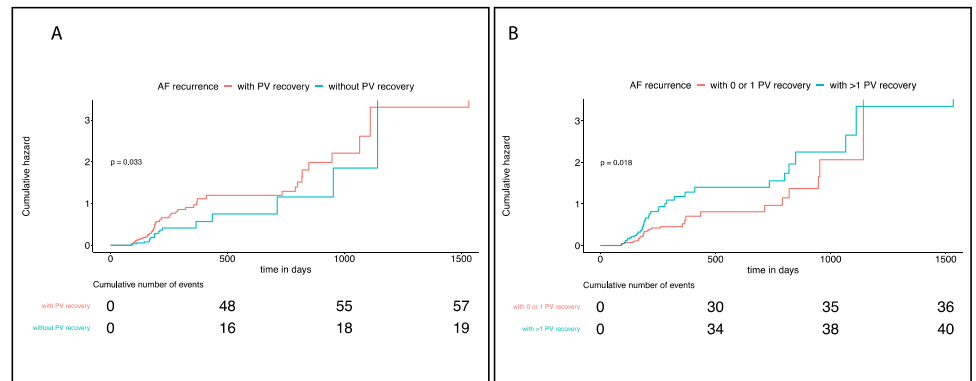 A
AF recurrence with PV recovery without PV recovery
Cumulative hazard
3
2
1
0
p = 0.033
0 500 1000 1500
time in days
Cumulative number of events
with PV recovery 0 48 55 57
without PV recovery 0 16 18 19
B
AF recurrence with 0 or 1 PV recovery with >1 PV recovery
Cumulative hazard
3
2
1
0
p = 0.018
0 500 1000 1500
time in days
Cumulative number of events
with 0 or 1 PV recovery 0 30 35 36
with >1 PV recovery 0 34 38 40